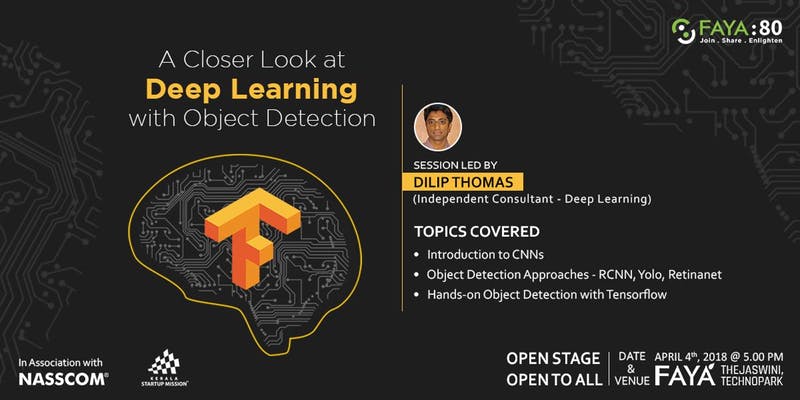 FAYA:80
Join . Share . Enlighten
A Closer Look at
Deep Learning
with Object Detection
SESSION LED BY
DILIP THOMAS
(Independent Consultant - Deep Learning)
TOPICS COVERED
• Introduction to CNNs
• Object Detection Approaches - RCNN, Yolo, Retinanet
• Hands-on Object Detection with Tensorflow
In Association with
NASSCOM®
KERALA
STARTUP MISSION
OPEN STAGE
OPEN TO ALL
DATE
&
VENUE
APRIL 4th, 2018 @ 5.00 PM
FAYA
THEJASWINI,
TECHNOPARK